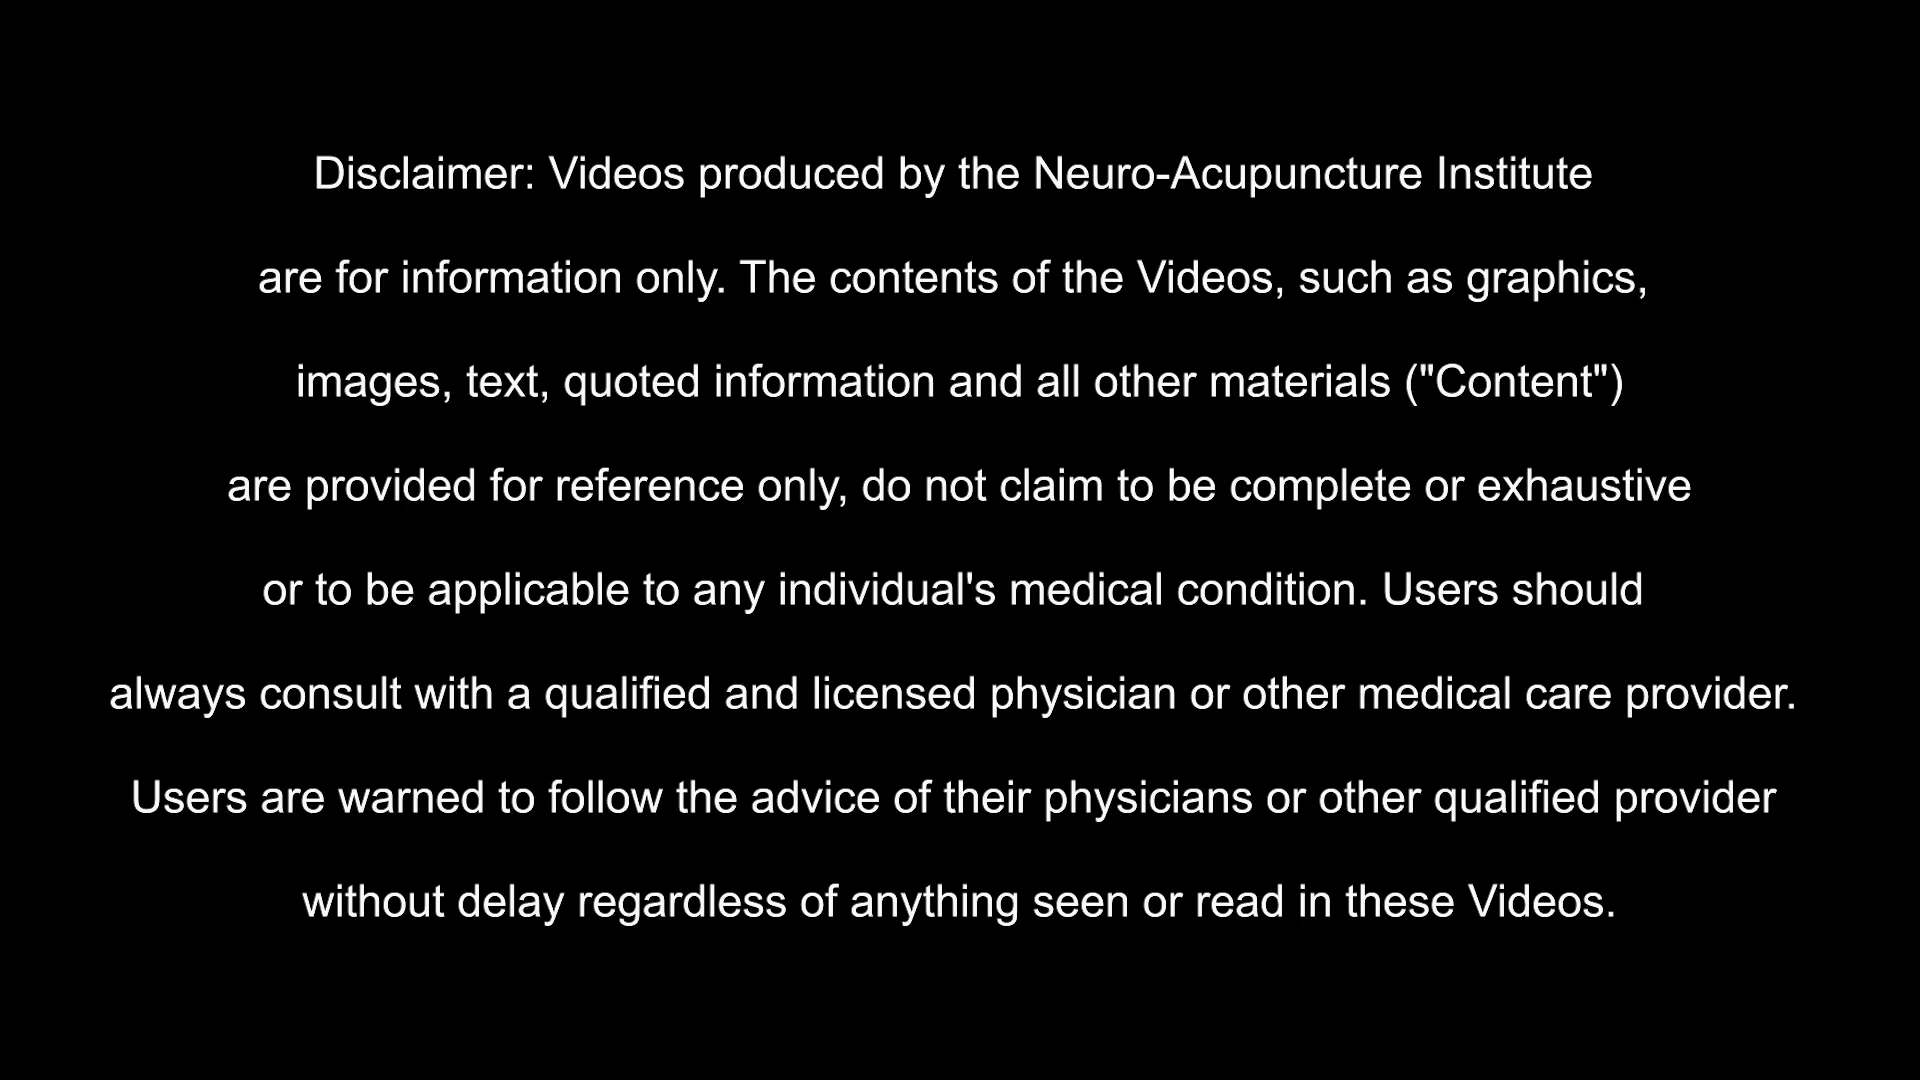 Disclaimer: Videos produced by the Neuro-Acupuncture Institute
are for information only. The contents of the Videos, such as graphics,
images, text, quoted information and all other materials ("Content")
are provided for reference only, do not claim to be complete or exhaustive
or to be applicable to any individual's medical condition. Users should
always consult with a qualified and licensed physician or other medical care provider.
Users are warned to follow the advice of their physicians or other qualified provider
without delay regardless of anything seen or read in these Videos.